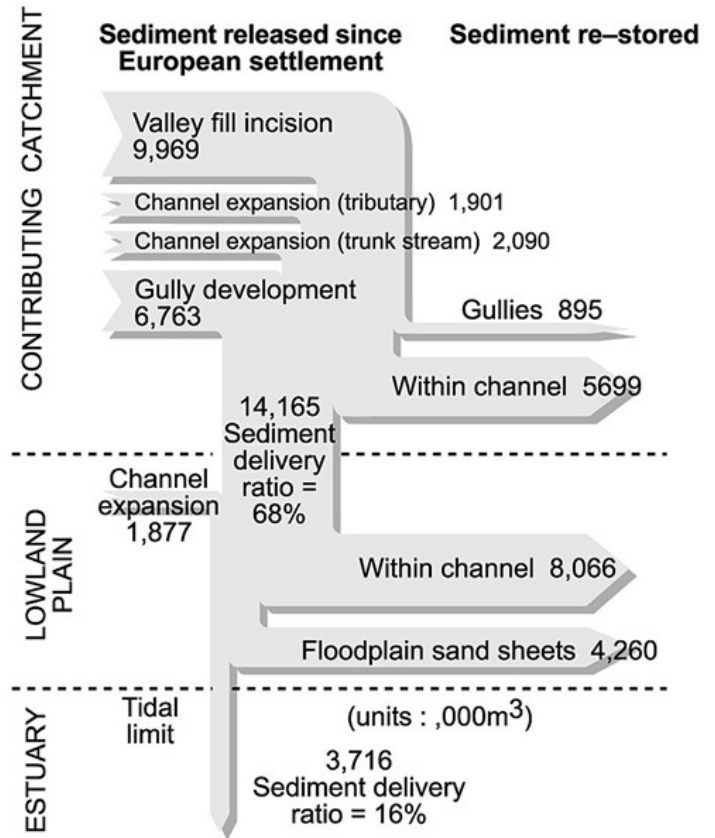 Sediment released since
European settlement
Sediment re–stored
CONTRIBUTING CATCHMENT
Valley fill incision
9,969
Channel expansion (tributary) 1,901
Channel expansion (trunk stream) 2,090
Gully development
6,763
Gullies 895
Within channel 5699
14,165
Sediment
delivery
ratio =
68%
LOWLAND
PLAIN
Channel
expansion
1,877
Within channel 8,066
Floodplain sand sheets 4,260
ESTUARY
Tidal
limit
(units : ,000m³)
3,716
Sediment delivery
ratio = 16%